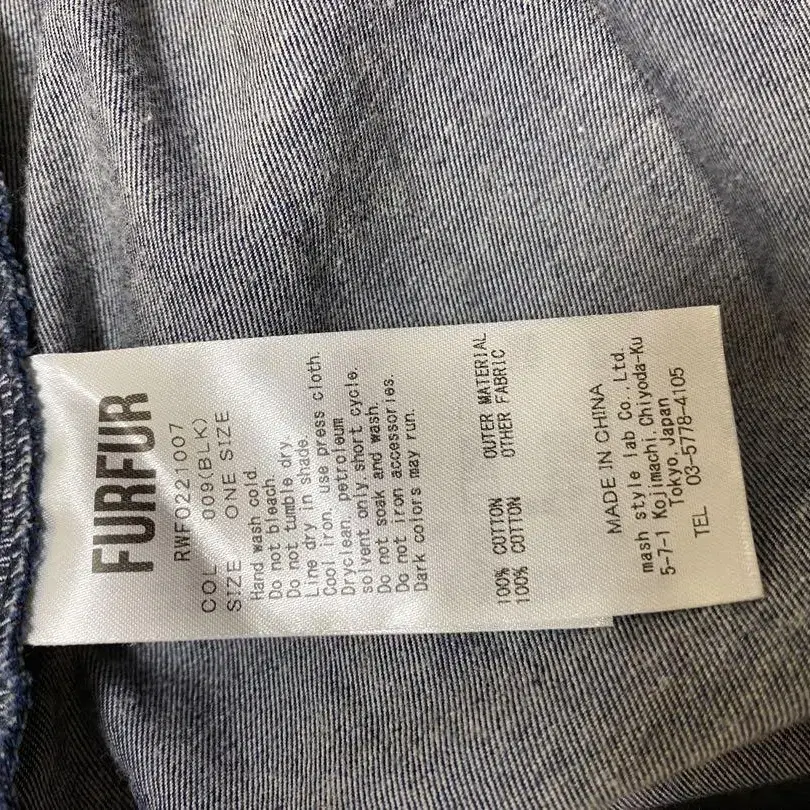 FURFUR
RWF0221007
COL 009(BLK)
SIZE ONE SIZE
Hand wash cold.
Do not bleach.
Do not tumble dry.
Line dry in shade.
Cool iron, use press cloth.
Dryclean, petroleum
solvent only short cycle.
Do not soak and wash.
Do not iron accessories.
Dark colors may run.
100% COTTON OUTER MATERIAL
100% COTTON OTHER FABRIC
MADE IN CHINA
mash style lab Co., Ltd.
5-7-1 Kojimachi, Chiyoda-Ku
Tokyo, Japan
TEL 03-5778-4105